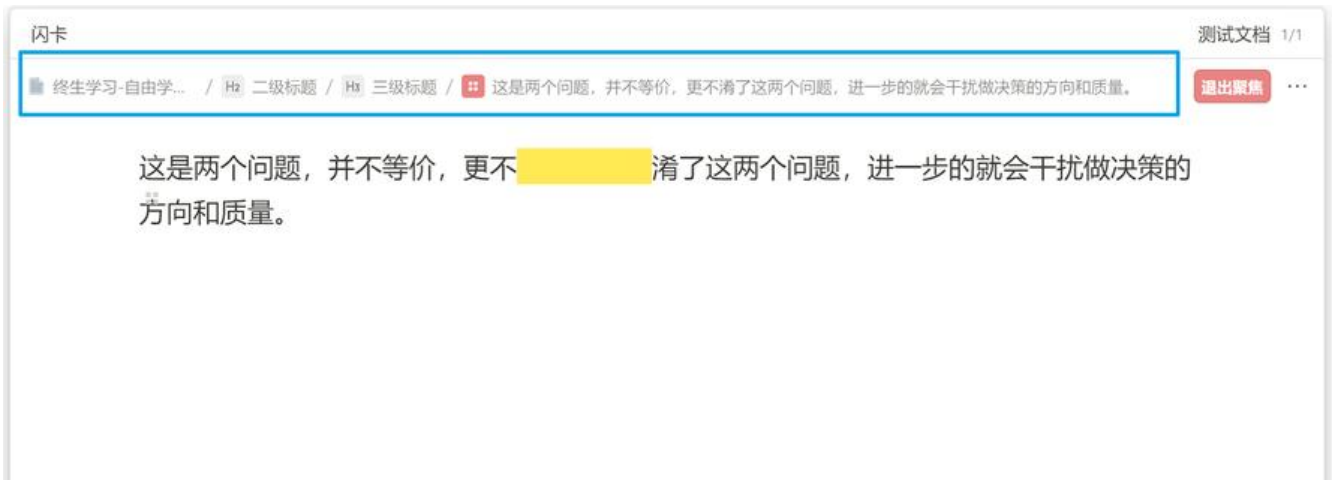 闪卡 测试文档 1/1
终生学习-自由学... / H2 二级标题 / H3 三级标题 / 这是两个问题，并不等价，更不淆了这两个问题，进一步的就会干扰做决策的方向和质量。 退出聚焦 ...
这是两个问题，并不等价，更不 淆了这两个问题，进一步的就会干扰做决策的
方向和质量。